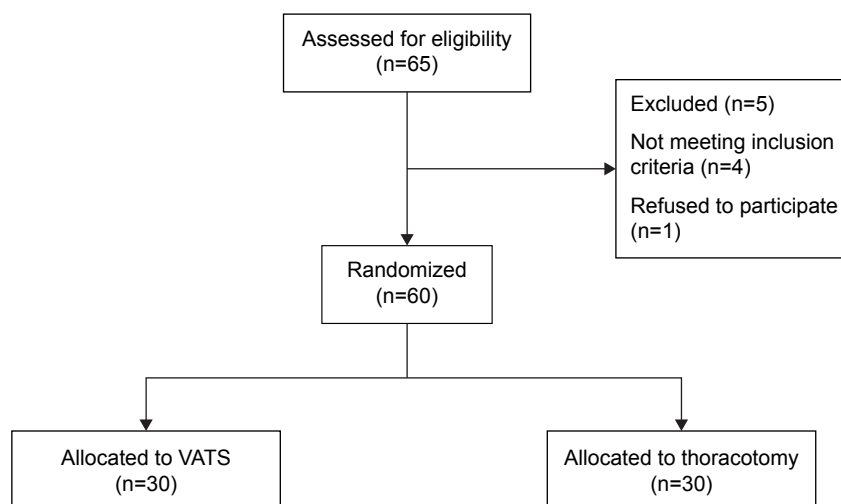 Assessed for eligibility
(n=65)
Excluded (n=5)
Not meeting inclusion
criteria (n=4)
Refused to participate
(n=1)
Randomized
(n=60)
Allocated to VATS
(n=30)
Allocated to thoracotomy
(n=30)